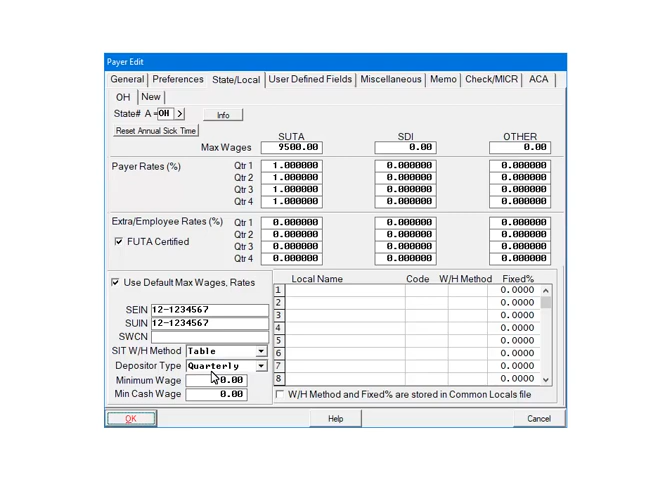 Payer Edit
General Preferences State/Local User Defined Fields Miscellaneous Memo Check/MICR ACA
OH New
State# A = OH > Info
Reset Annual Sick Time
SUTA SDI OTHER
Max Wages 9500.00 0.00 0.00
Payer Rates (%) Qtr 1 1.000000 0.000000 0.000000
Qtr 2 1.000000 0.000000 0.000000
Qtr 3 1.000000 0.000000 0.000000
Qtr 4 1.000000 0.000000 0.000000
Extra/Employee Rates (%) Qtr 1 0.000000 0.000000 0.000000
Qtr 2 0.000000 0.000000 0.000000
FUTA Certified Qtr 3 0.000000 0.000000 0.000000
Qtr 4 0.000000 0.000000 0.000000
Use Default Max Wages, Rates
SEIN 12-1234567
SUIN 12-1234567
SWCN
SIT W/H Method Table
Depositor Type Quarterly
Minimum Wage 0.00
Min Cash Wage 0.00
Local Name Code W/H Method Fixed%
1 0.0000
2 0.0000
3 0.0000
4 0.0000
5 0.0000
6 0.0000
7 0.0000
8 0.0000
W/H Method and Fixed% are stored in Common Locals file
OK Help Cancel